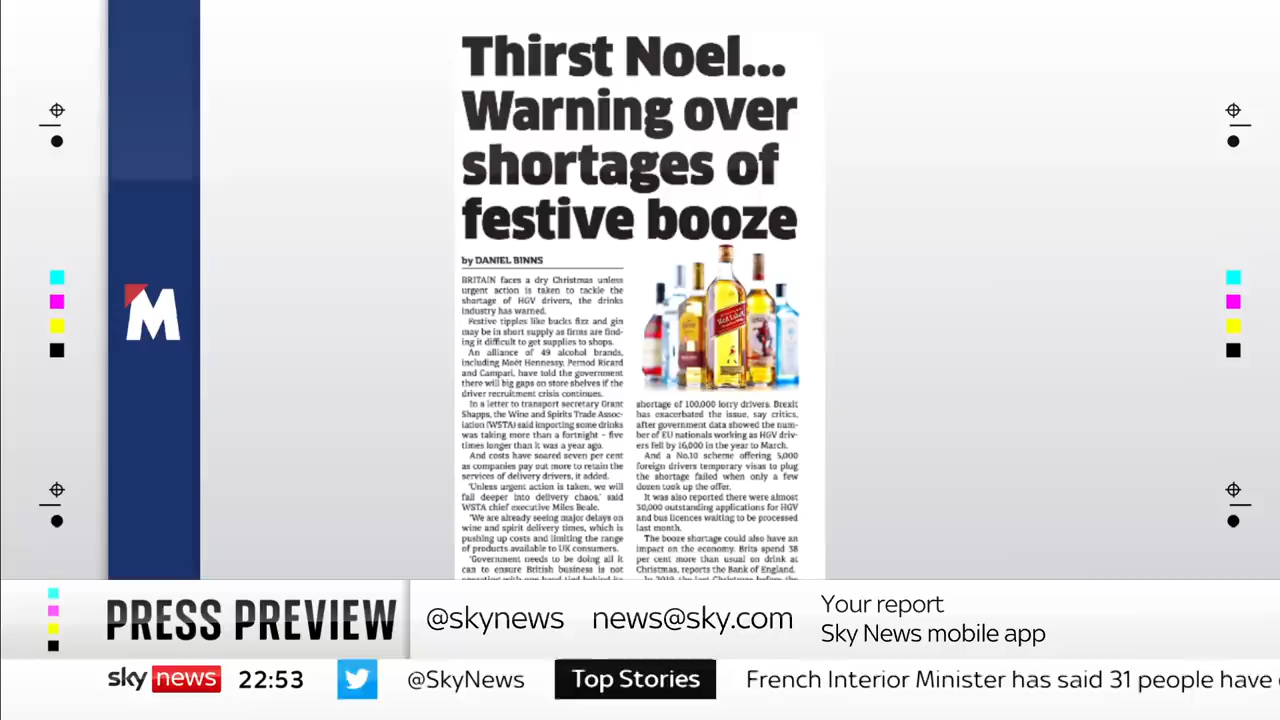 Thirst Noel...
Warning over
shortages of
festive booze
by DANIEL BINNS
BRITAIN faces a dry Christmas unless
urgent action is taken to tackle the
shortage of HGV drivers, the drinks
industry has warned.
Festive tipples like bucks fizz and gin
may be in short supply as firms are find-
ing it difficult to get supplies to shops.
An alliance of 49 alcohol brands,
including Moët Hennessy, Pernod Ricard
and Campari, have told the government
there will big gaps on store shelves if the
driver recruitment crisis continues.
In a letter to transport secretary Grant
Shapps, the Wine and Spirits Trade Assoc-
iation (WSTA) said importing some drinks
was taking more than a fortnight – five
times longer than it was a year ago.
And costs have soared seven per cent
as companies pay out more to retain the
services of delivery drivers, it added.
'Unless urgent action is taken, we will
fall deeper into delivery chaos,' said
WSTA chief executive Miles Beale.
'We are already seeing major delays on
wine and spirit delivery times, which is
pushing up costs and limiting the range
of products available to UK consumers.
'Government needs to be doing all it
can to ensure British business is not
operating with one hand tied behind its
Red Label
shortage of 100,000 lorry drivers. Brexit
has exacerbated the issue, say critics,
after government data showed the num-
ber of EU nationals working as HGV driv-
ers fell by 16,000 in the year to March.
And a No.10 scheme offering 5,000
foreign drivers temporary visas to plug
the shortage failed when only a few
dozen took up the offer.
It was also reported there were almost
30,000 outstanding applications for HGV
and bus licences waiting to be processed
last month.
The booze shortage could also have an
impact on the economy. Brits spend 38
per cent more than usual on drink at
Christmas, reports the Bank of England.
In 2019, the last Christmas before the
M
PRESS PREVIEW
@skynews news@sky.com
Your report
Sky News mobile app
sky news 22:53 @SkyNews Top Stories French Interior Minister has said 31 people have